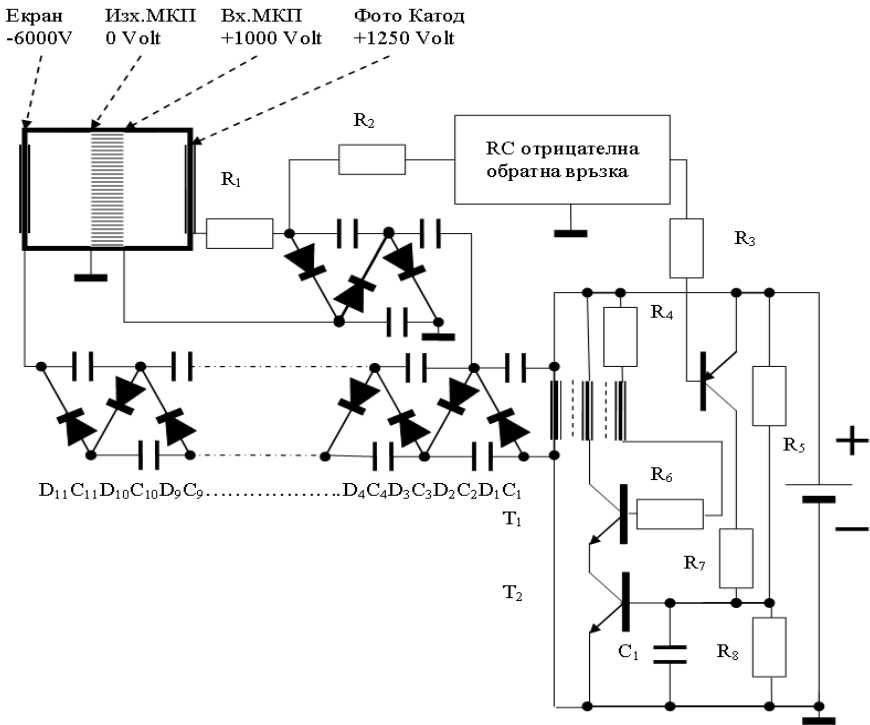 Екран
-6000V
Изх.МКП
0 Volt
Вх.МКП
+1000 Volt
Фото Катод
+1250 Volt
R1
R2
RC отрицателна
обратна връзка
R3
R4
R5
+
−
D11C11D10C10D9C9...................D4C4D3C3D2C2D1C1
R6
T1
R7
T2
C1
R8